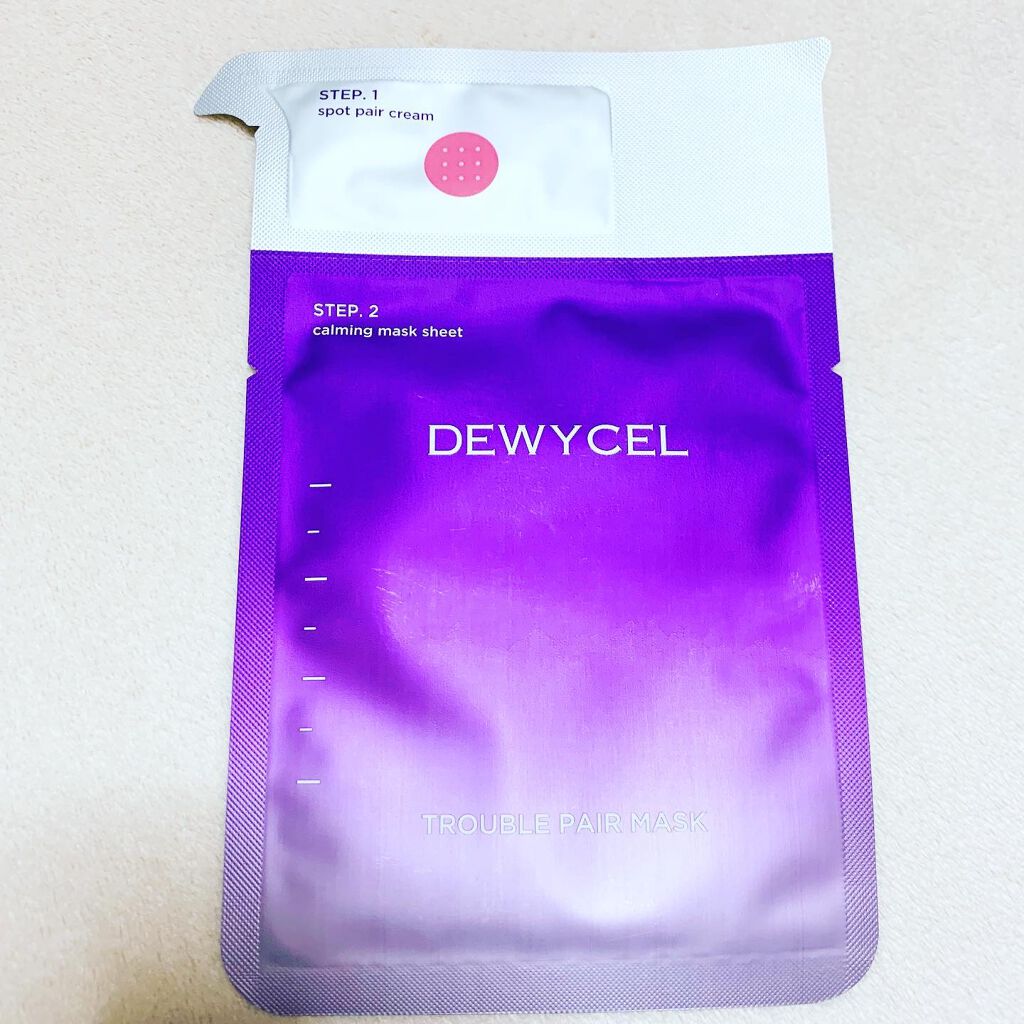 STEP. 1
spot pair cream
STEP. 2
calming mask sheet
DEWYCEL
TROUBLE PAIR MASK